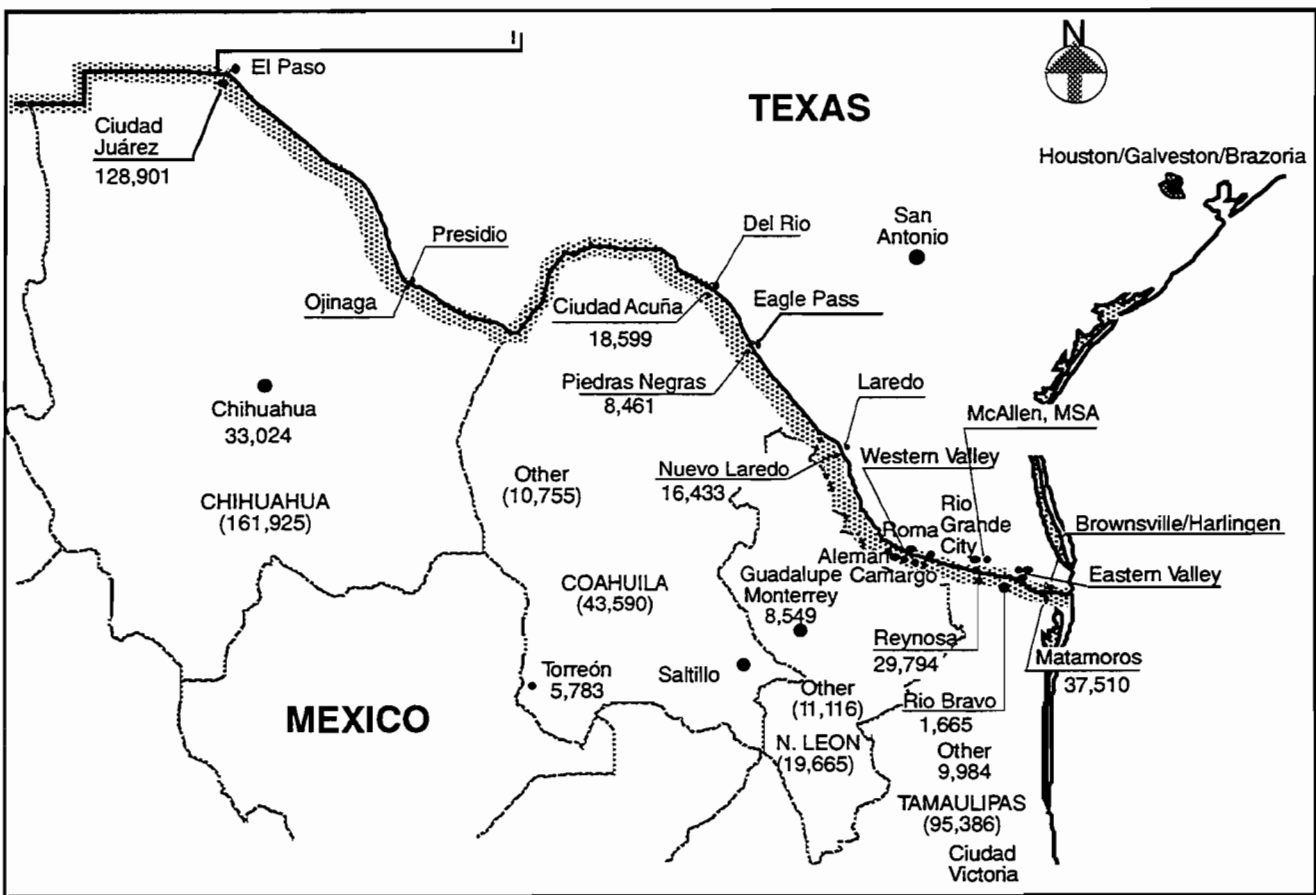 N
El Paso
TEXAS
Ciudad
Juárez
128,901
Houston/Galveston/Brazoria
San
Antonio
Del Rio
Presidio
Ojinaga
Ciudad Acuña
18,599
Eagle Pass
Piedras Negras
8,461
Laredo
McAllen, MSA
Chihuahua
33,024
Western Valley
Other
(10,755)
Nuevo Laredo
16,433
CHIHUAHUA
(161,925)
Rio
Grande
City
Roma
Brownsville/Harlingen
Alemán
Camargo
Eastern Valley
COAHUILA
(43,590)
Guadalupe
Monterrey
8,549
Reynosa
29,794
Matamoros
37,510
Torreón
5,783
Saltillo
Other
(11,116)
Rio Bravo
1,665
MEXICO
N. LEON
(19,665)
Other
9,984
TAMAULIPAS
(95,386)
Ciudad
Victoria